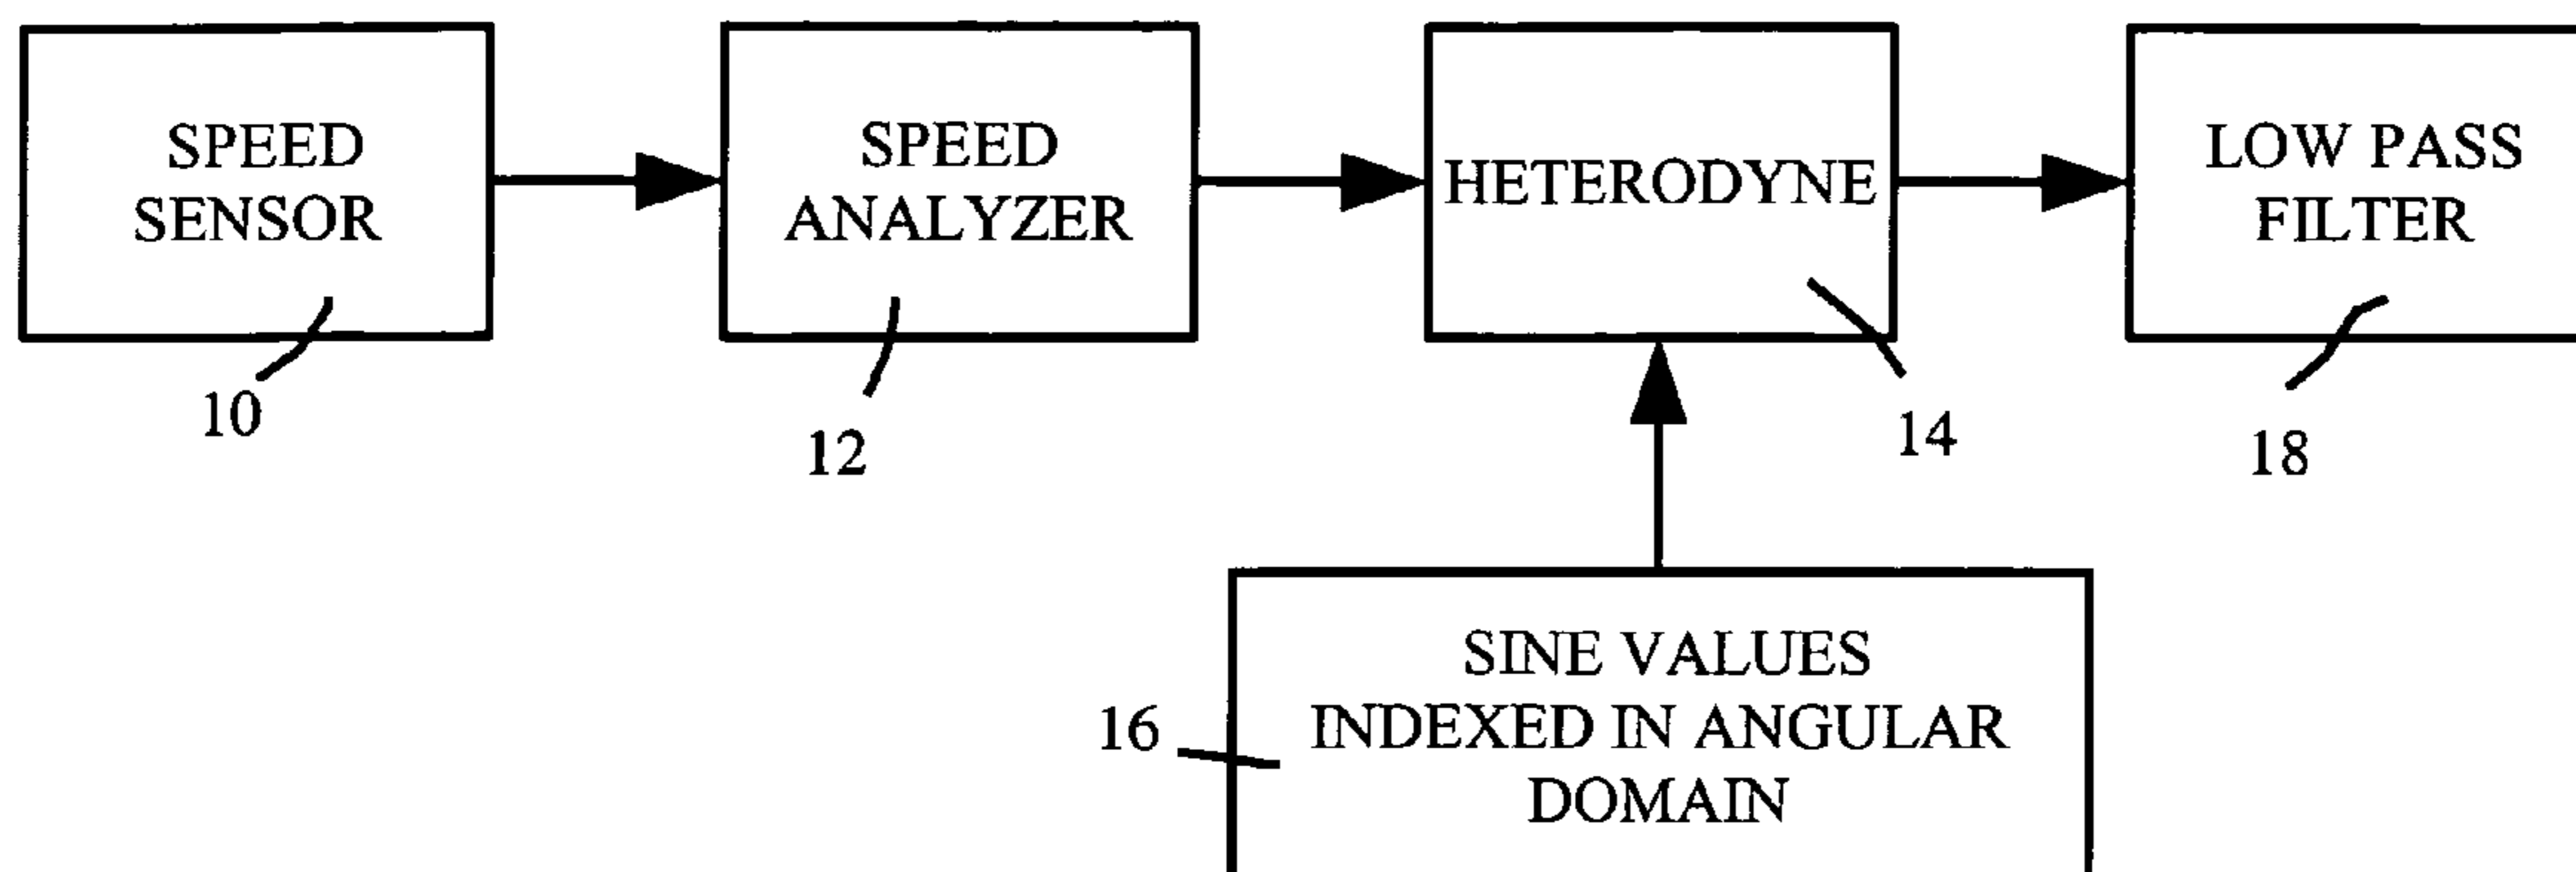 SPEED
SENSOR
10
SPEED
ANALYZER
12
HETERODYNE
14
LOW PASS
FILTER
18
16
SINE VALUES
INDEXED IN ANGULAR
DOMAIN